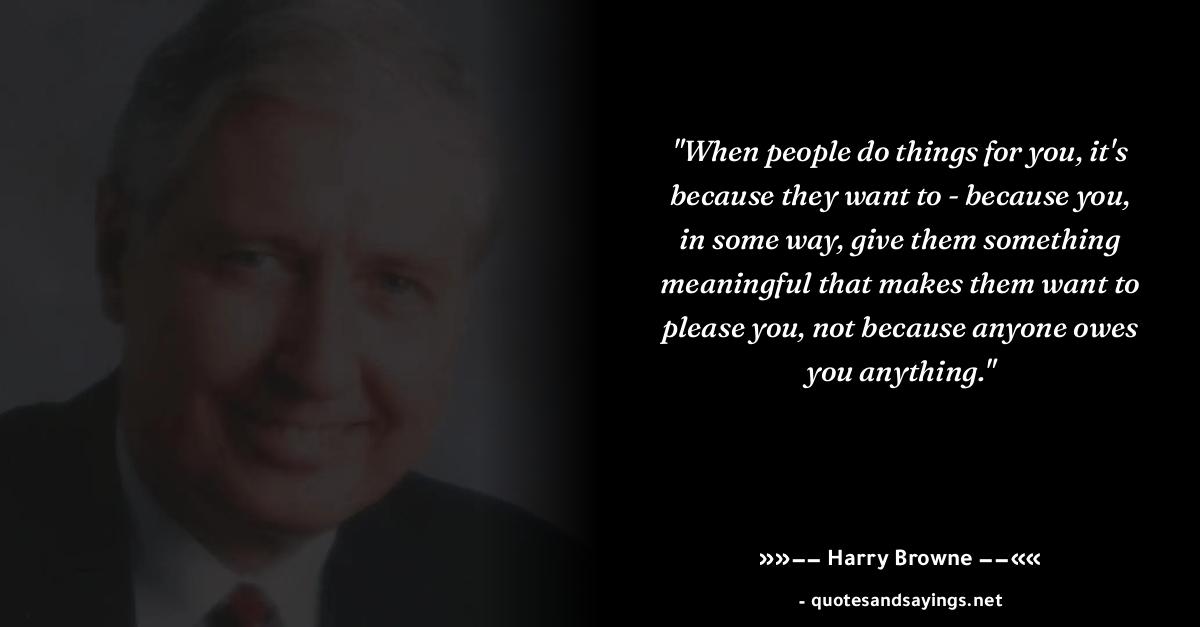 "When people do things for you, it's
because they want to - because you,
in some way, give them something
meaningful that makes them want to
please you, not because anyone owes
you anything."
»»−− Harry Browne −−««
- quotesandsayings.net